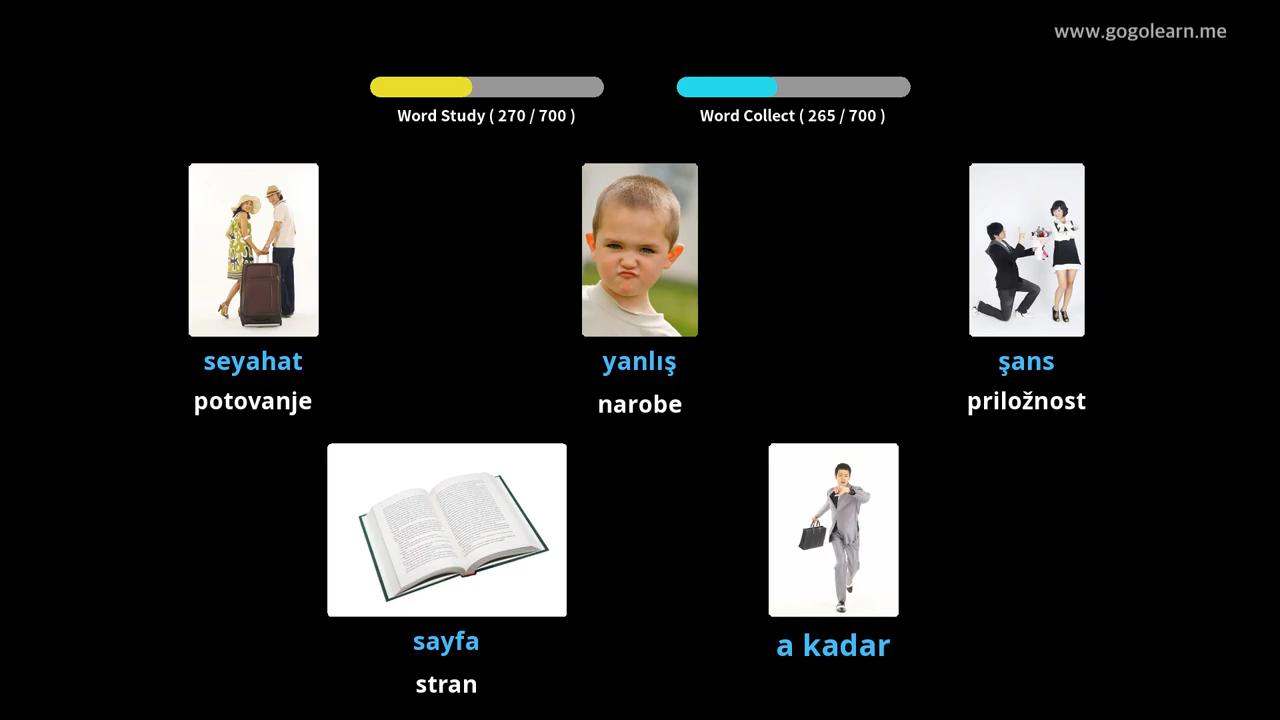 www.gogolearn.me
Word Study ( 270 / 700 )
Word Collect ( 265 / 700 )
seyahat
potovanje
yanlış
narobe
şans
priložnost
sayfa
stran
a kadar